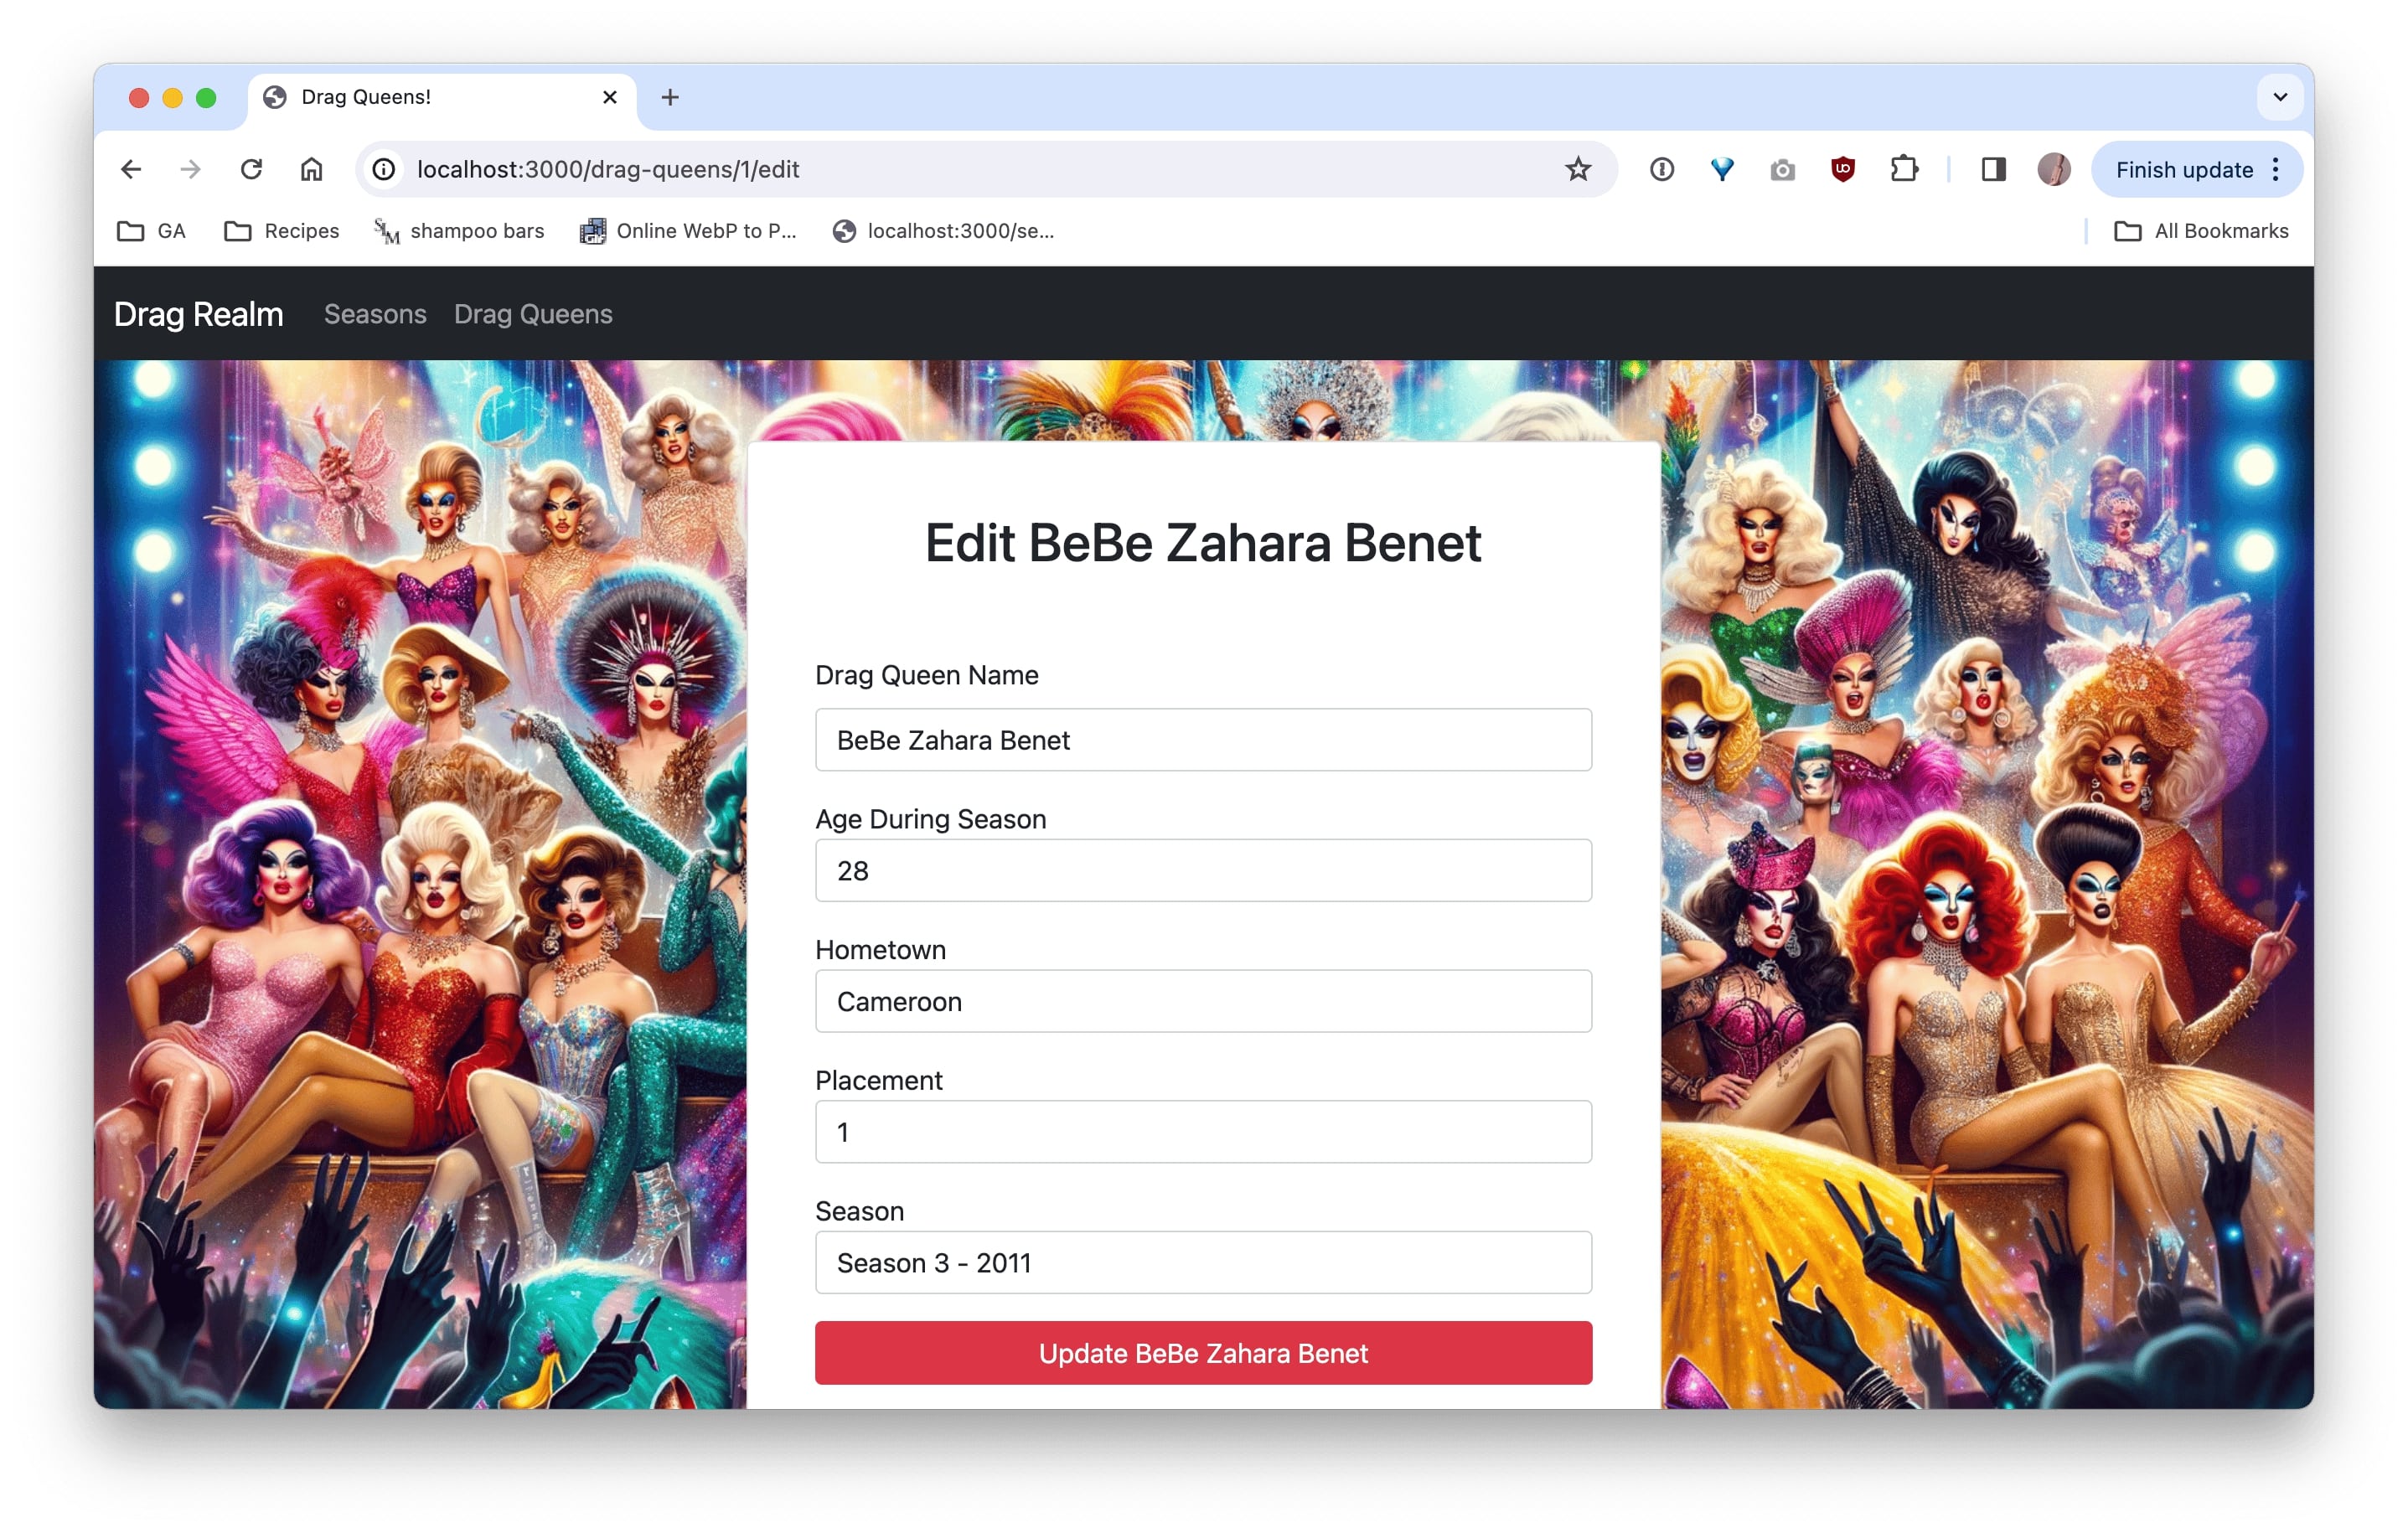 Drag Queens!
localhost:3000/drag-queens/1/edit
Finish update
GA
Recipes
shampoo bars
Online WebP to P...
localhost:3000/se...
All Bookmarks
Drag Realm
Seasons
Drag Queens
Edit BeBe Zahara Benet
Drag Queen Name
BeBe Zahara Benet
Age During Season
28
Hometown
Cameroon
Placement
1
Season
Season 3 - 2011
Update BeBe Zahara Benet